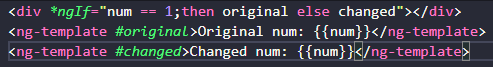 <div *ngIf="num == 1;then original else changed"></div>
<ng-template #original>Original num: {{num}}</ng-template>
<ng-template #changed>Changed num: {{num}}</ng-template>